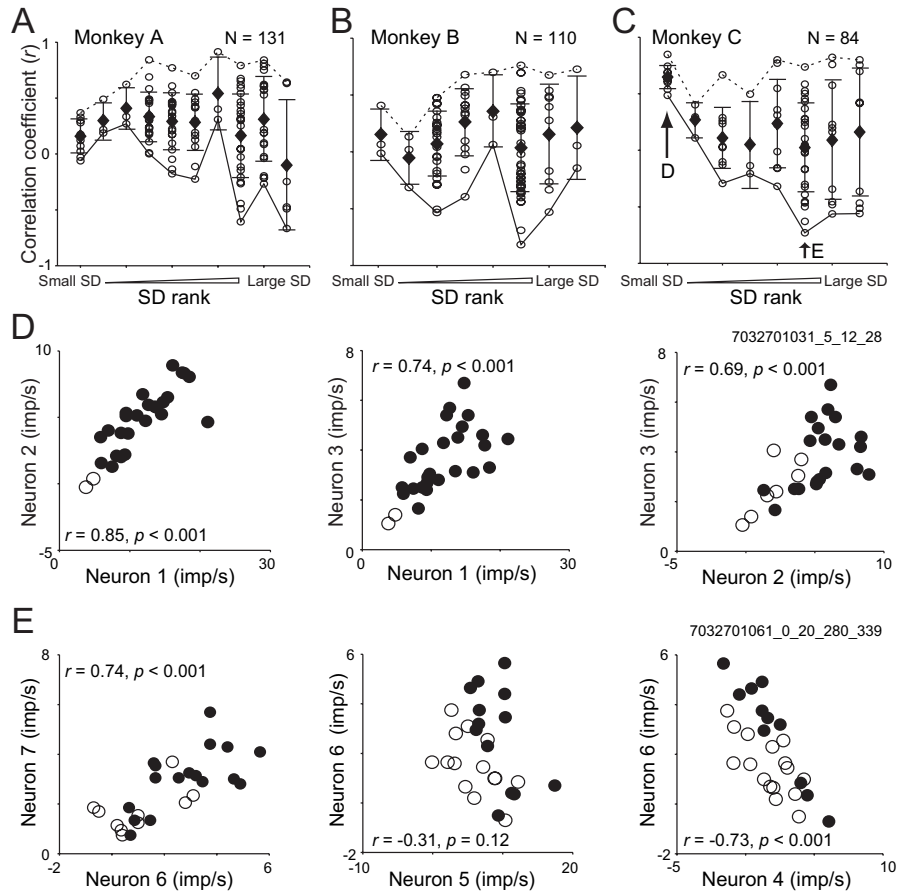 A
B
C
Monkey A N = 131
Monkey B N = 110
Monkey C N = 84
Correlation coefficient (r)
1
0
-1
D
E
Small SD Large SD
SD rank
Small SD Large SD
SD rank
Small SD Large SD
SD rank
D
7032701031_5_12_28
10
-5
0
30
Neuron 2 (imp/s)
r = 0.85, p < 0.001
Neuron 1 (imp/s)
8
0
0
30
Neuron 3 (imp/s)
r = 0.74, p < 0.001
Neuron 1 (imp/s)
8
0
-5
10
Neuron 3 (imp/s)
r = 0.69, p < 0.001
Neuron 2 (imp/s)
E
7032701061_0_20_280_339
8
0
-2
6
Neuron 7 (imp/s)
r = 0.74, p < 0.001
Neuron 6 (imp/s)
6
-2
-10
20
Neuron 6 (imp/s)
r = -0.31, p = 0.12
Neuron 5 (imp/s)
6
-2
-5
10
Neuron 6 (imp/s)
r = -0.73, p < 0.001
Neuron 4 (imp/s)